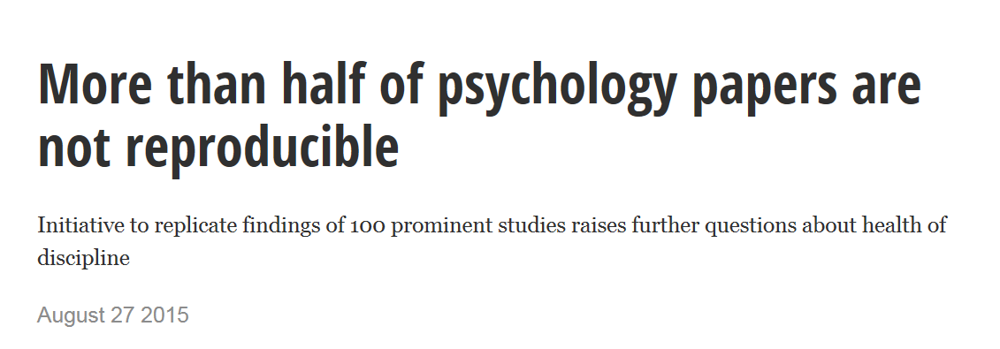 More than half of psychology papers are
not reproducible
Initiative to replicate findings of 100 prominent studies raises further questions about health of
discipline
August 27 2015